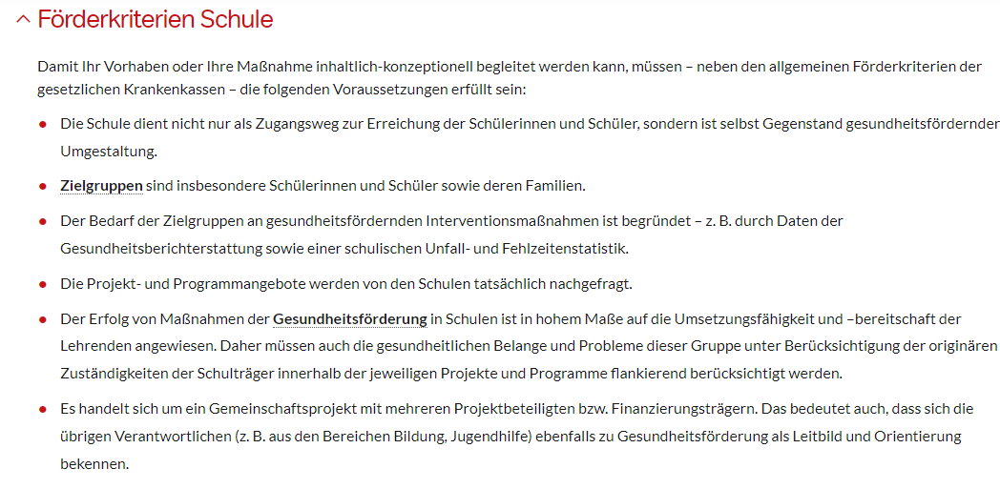 Förderkriterien Schule
Damit Ihr Vorhaben oder Ihre Maßnahme inhaltlich-konzeptionell begleitet werden kann, müssen – neben den allgemeinen Förderkriterien der
gesetzlichen Krankenkassen – die folgenden Voraussetzungen erfüllt sein:
Die Schule dient nicht nur als Zugangsweg zur Erreichung der Schülerinnen und Schüler, sondern ist selbst Gegenstand gesundheitsfördernder
Umgestaltung.
Zielgruppen sind insbesondere Schülerinnen und Schüler sowie deren Familien.
Der Bedarf der Zielgruppen an gesundheitsfördernden Interventionsmaßnahmen ist begründet – z. B. durch Daten der
Gesundheitsberichterstattung sowie einer schulischen Unfall- und Fehlzeitenstatistik.
Die Projekt- und Programmangebote werden von den Schulen tatsächlich nachgefragt.
Der Erfolg von Maßnahmen der Gesundheitsförderung in Schulen ist in hohem Maße auf die Umsetzungsfähigkeit und –bereitschaft der
Lehrenden angewiesen. Daher müssen auch die gesundheitlichen Belange und Probleme dieser Gruppe unter Berücksichtigung der originären
Zuständigkeiten der Schulträger innerhalb der jeweiligen Projekte und Programme flankierend berücksichtigt werden.
Es handelt sich um ein Gemeinschaftsprojekt mit mehreren Projektbeteiligten bzw. Finanzierungsträgern. Das bedeutet auch, dass sich die
übrigen Verantwortlichen (z. B. aus den Bereichen Bildung, Jugendhilfe) ebenfalls zu Gesundheitsförderung als Leitbild und Orientierung
bekennen.